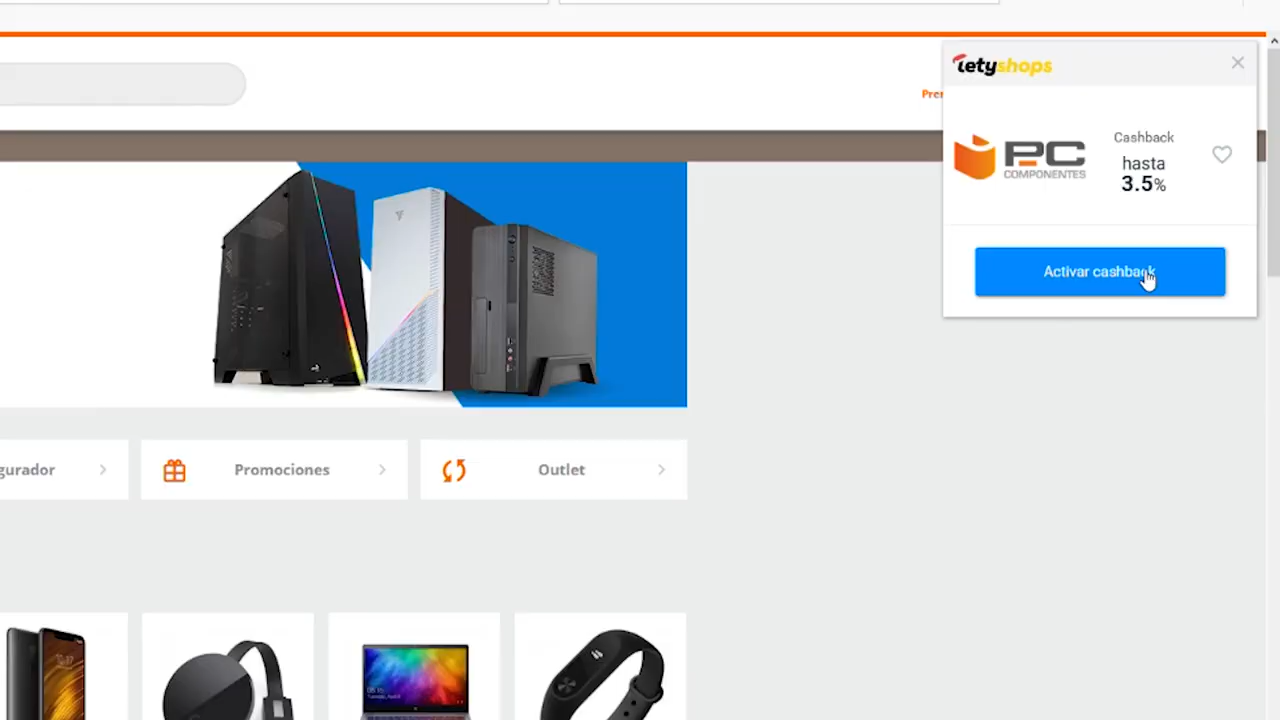 letyshops
Pre
PC
COMPONENTES
Cashback
hasta
3.5%
Activar cashback
gurador
Promociones
Outlet